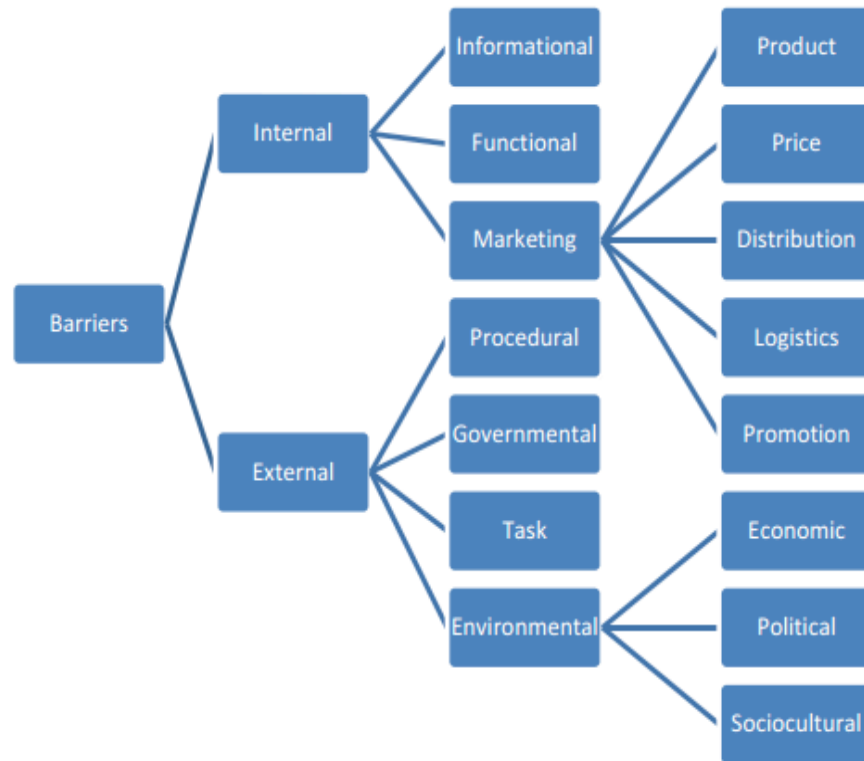 Barriers
Internal
External
Informational
Functional
Marketing
Procedural
Governmental
Task
Environmental
Product
Price
Distribution
Logistics
Promotion
Economic
Political
Sociocultural